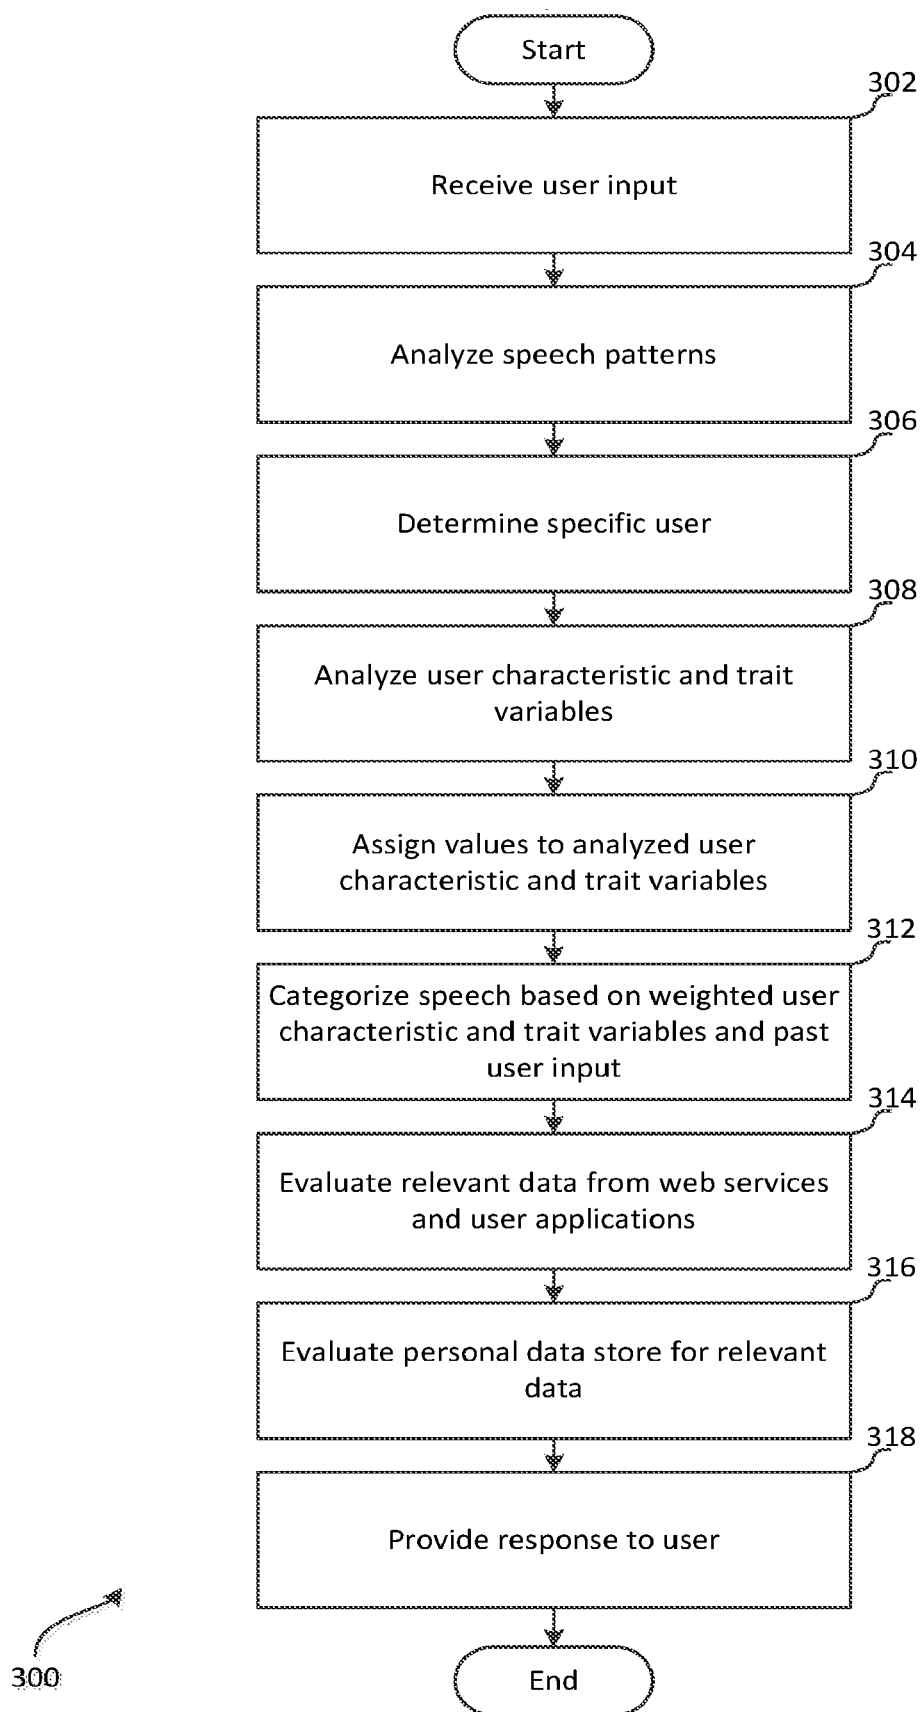 Start
302
Receive user input
304
Analyze speech patterns
306
Determine specific user
308
Analyze user characteristic and trait
variables
310
Assign values to analyzed user
characteristic and trait variables
312
Categorize speech based on weighted user
characteristic and trait variables and past
user input
314
Evaluate relevant data from web services
and user applications
316
Evaluate personal data store for relevant
data
318
Provide response to user
300
End